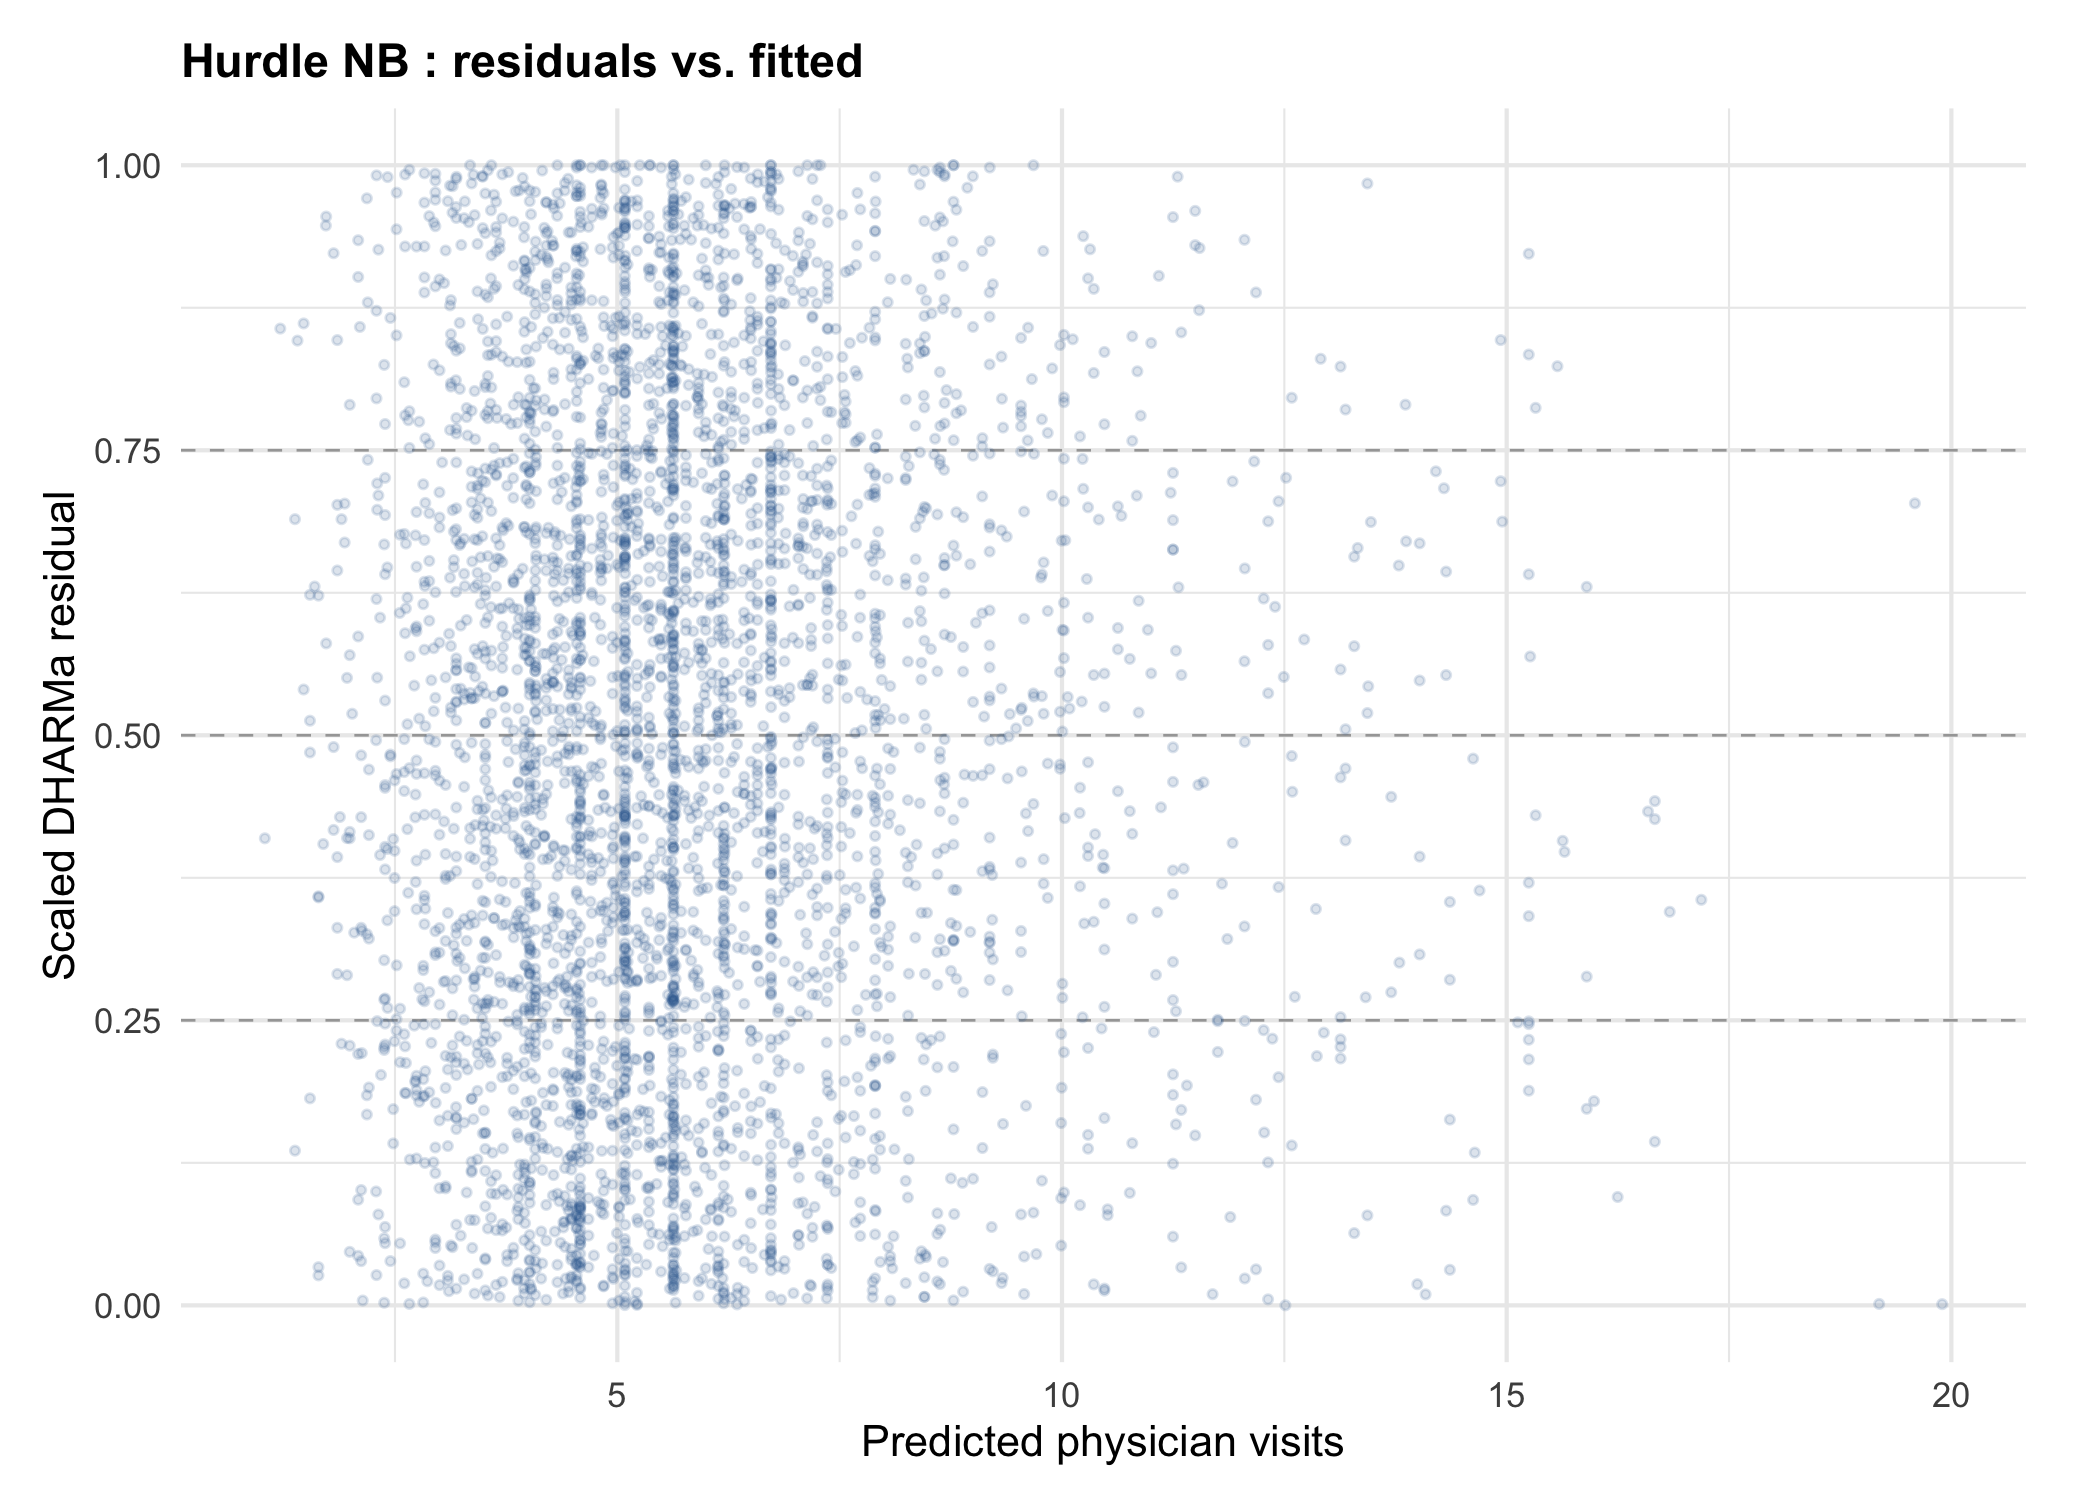 Hurdle NB : residuals vs. fitted
Scaled DHARMa residual
1.00
0.75
0.50
0.25
0.00
5 10 15 20
Predicted physician visits